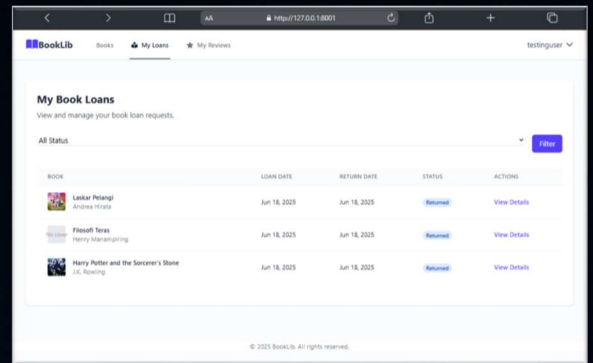 AA
http://127.0.0.1:8001
BookLib
Books
My Loans
My Reviews
testinguser
My Book Loans
View and manage your book loan requests.
All Status
Filter
BOOK
LOAN DATE
RETURN DATE
STATUS
ACTIONS
Laskar Pelangi
Andrea Hirata
Jun 18, 2025
Jun 18, 2025
Returned
View Details
No cover
Filosofi Teras
Henry Manampiring
Jun 18, 2025
Jun 18, 2025
Returned
View Details
Harry Potter and the Sorcerer's Stone
J.K. Rowling
Jun 18, 2025
Jun 18, 2025
Returned
View Details
© 2025 BookLib. All rights reserved.